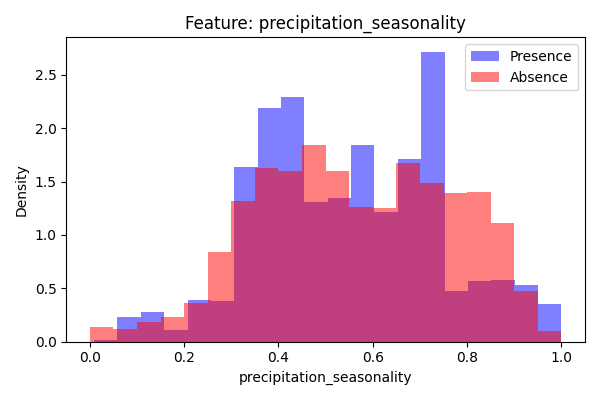 Feature: precipitation_seasonality
Presence
Absence
Density
2.5
2.0
1.5
1.0
0.5
0.0
0.0 0.2 0.4 0.6 0.8 1.0
precipitation_seasonality